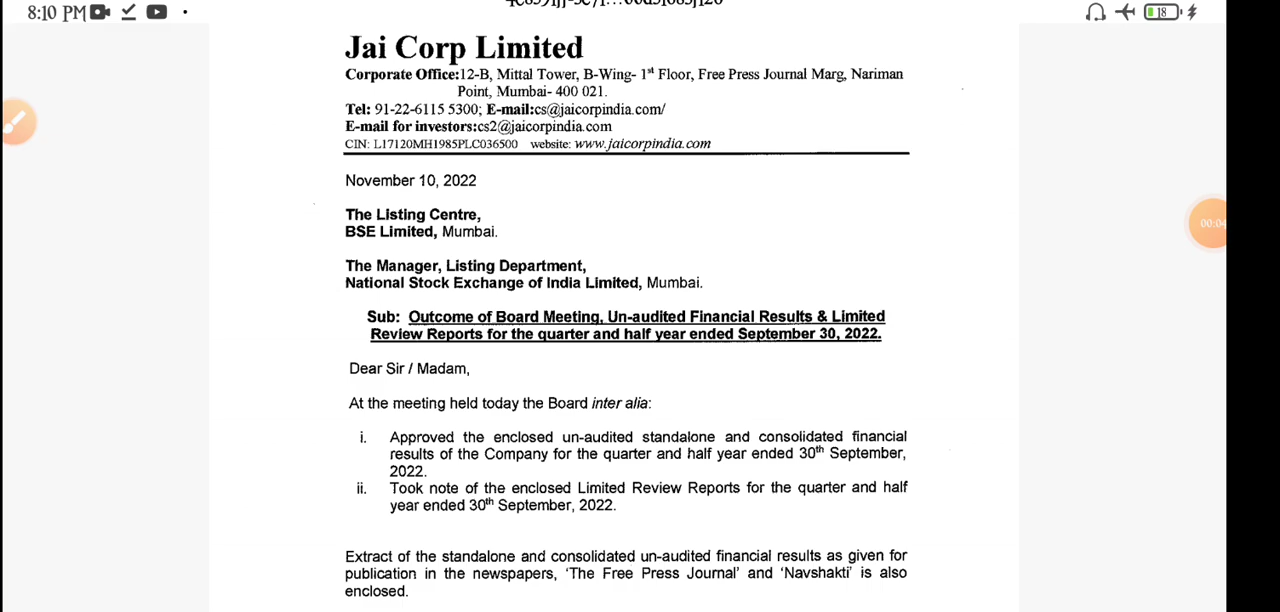 8:10 PM
18
Jai Corp Limited
Corporate Office:12-B, Mittal Tower, B-Wing- 1st Floor, Free Press Journal Marg, Nariman
Point, Mumbai- 400 021.
Tel: 91-22-6115 5300; E-mail:cs@jaicorpindia.com/
E-mail for investors:cs2@jaicorpindia.com
CIN: L17120MH1985PLC036500 website: www.jaicorpindia.com
00:04
November 10, 2022
The Listing Centre,
BSE Limited, Mumbai.
The Manager, Listing Department,
National Stock Exchange of India Limited, Mumbai.
Sub: Outcome of Board Meeting, Un-audited Financial Results & Limited
Review Reports for the quarter and half year ended September 30, 2022.
Dear Sir / Madam,
At the meeting held today the Board inter alia:
i. Approved the enclosed un-audited standalone and consolidated financial
results of the Company for the quarter and half year ended 30th September,
2022.
ii. Took note of the enclosed Limited Review Reports for the quarter and half
year ended 30th September, 2022.
Extract of the standalone and consolidated un-audited financial results as given for
publication in the newspapers, 'The Free Press Journal' and 'Navshakti' is also
enclosed.